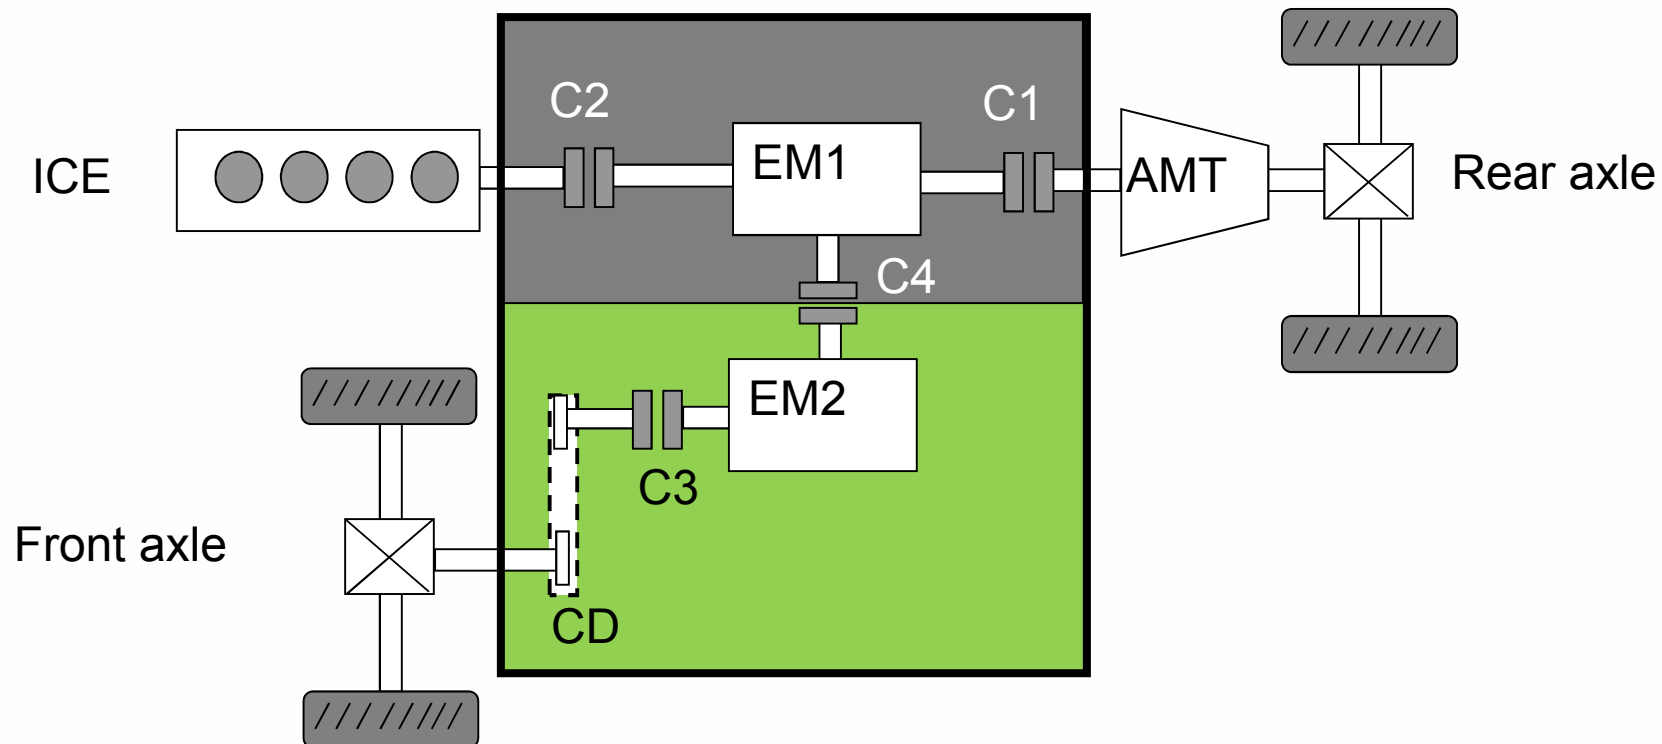 C2
C1
ICE
EM1
AMT
Rear axle
C4
EM2
C3
Front axle
CD